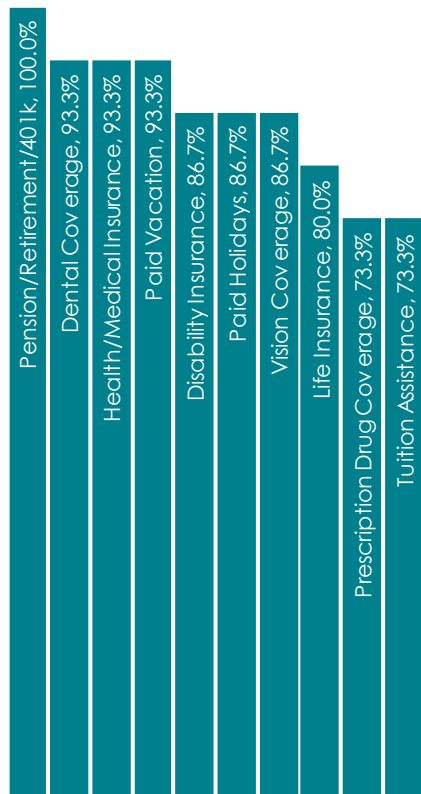 Pension/Retirement/401k, 100.0%
Dental Coverage, 93.3%
Health/Medical Insurance, 93.3%
Paid Vacation, 93.3%
Disability Insurance, 86.7%
Paid Holidays, 86.7%
Vision Coverage, 86.7%
Life Insurance, 80.0%
Prescription Drug Coverage, 73.3%
Tuition Assistance, 73.3%